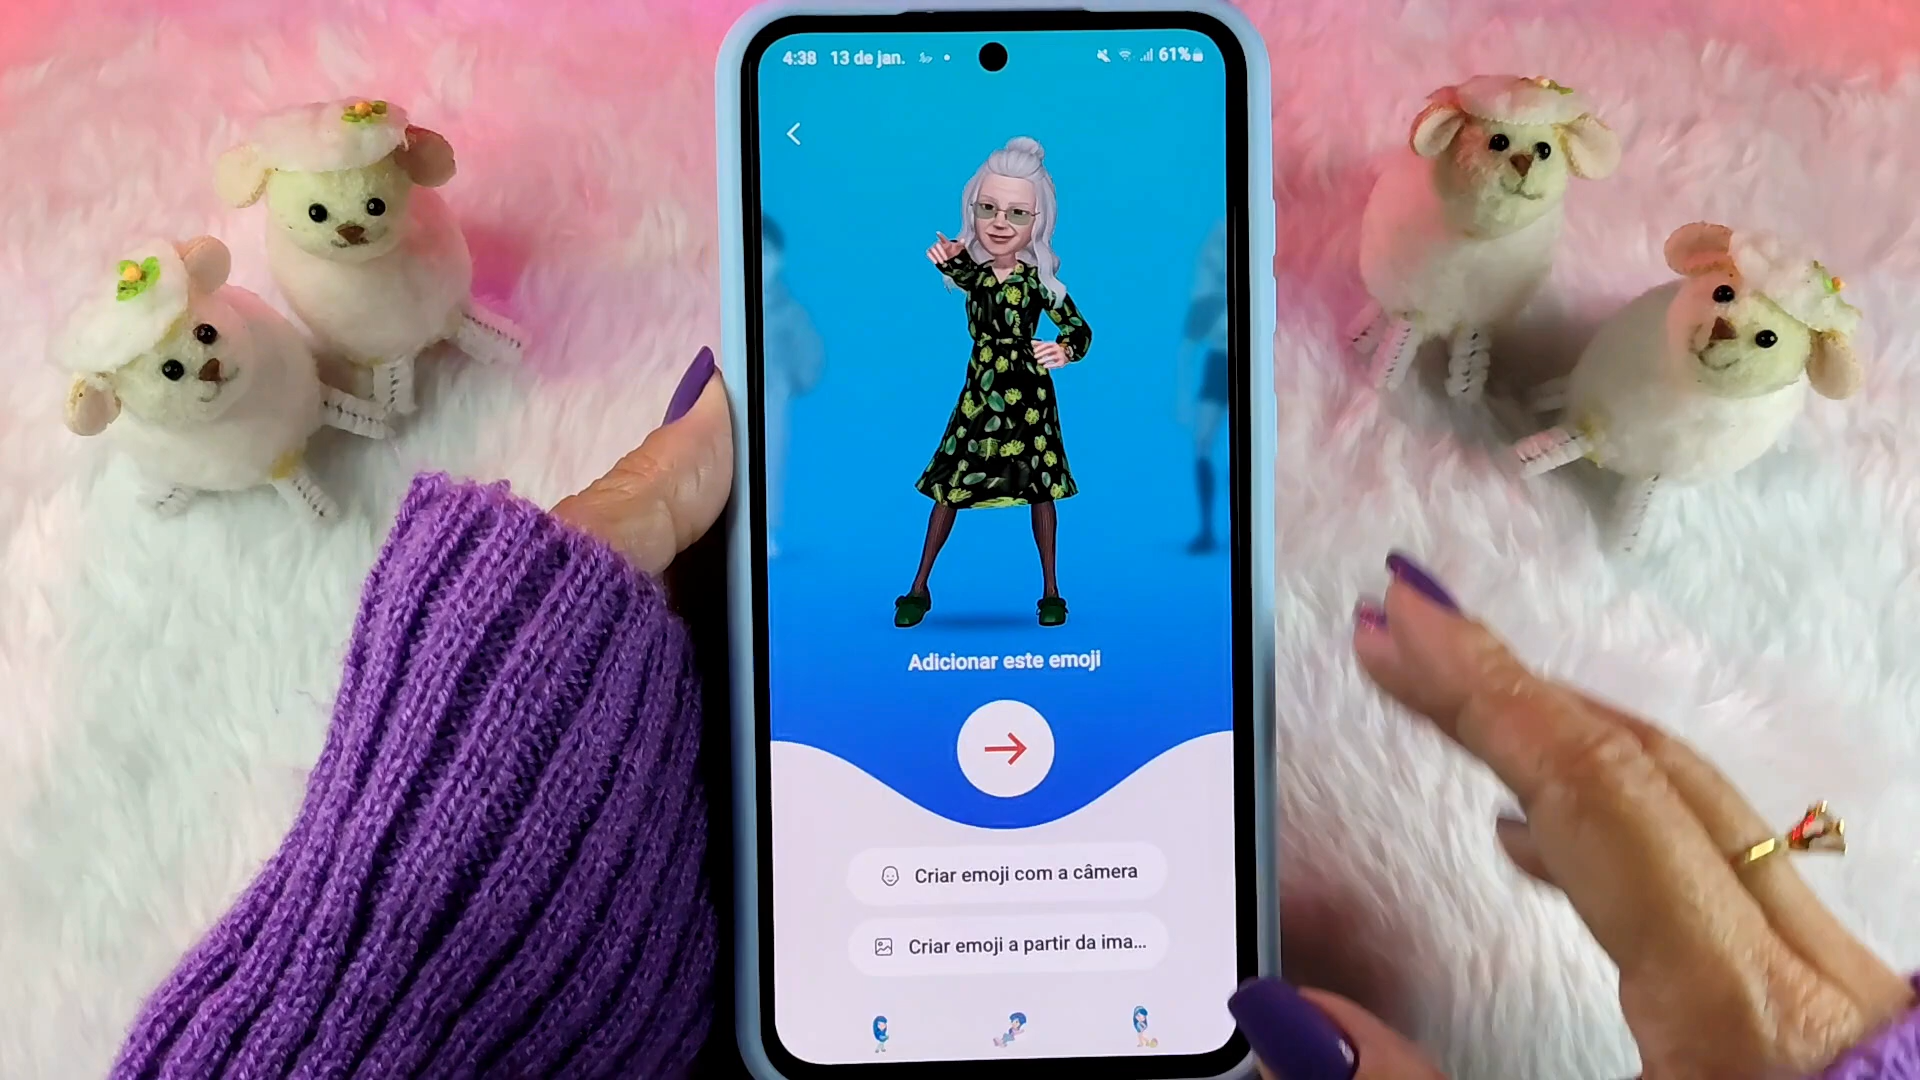 4:38 13 de jan. 61%
Adicionar este emoji
Criar emoji com a câmera
Criar emoji a partir da ima...